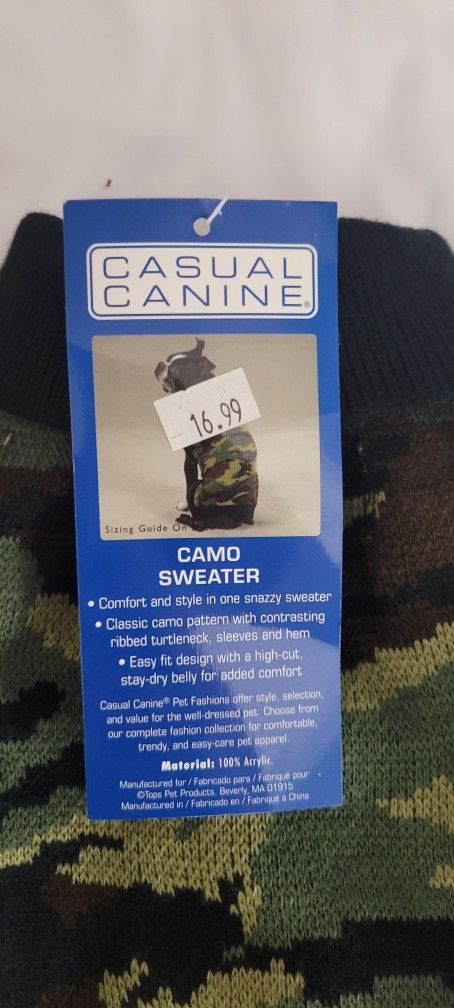 CASUAL
CANINE®
16.99
Sizing Guide On
CAMO
SWEATER
• Comfort and style in one snazzy sweater
• Classic camo pattern with contrasting
ribbed turtleneck, sleeves and hem
• Easy fit design with a high-cut,
stay-dry belly for added comfort
Casual Canine® Pet Fashions offer style, selection,
and value for the well-dressed pet. Choose from
our complete fashion collection for comfortable,
trendy, and easy-care pet apparel.
Material: 100% Acrylic.
Manufactured for / Fabricado para / Fabriqué pour
©Tops Pet Products, Beverly, MA 01915
Manufactured in / Fabricado en / Fabriqué à China